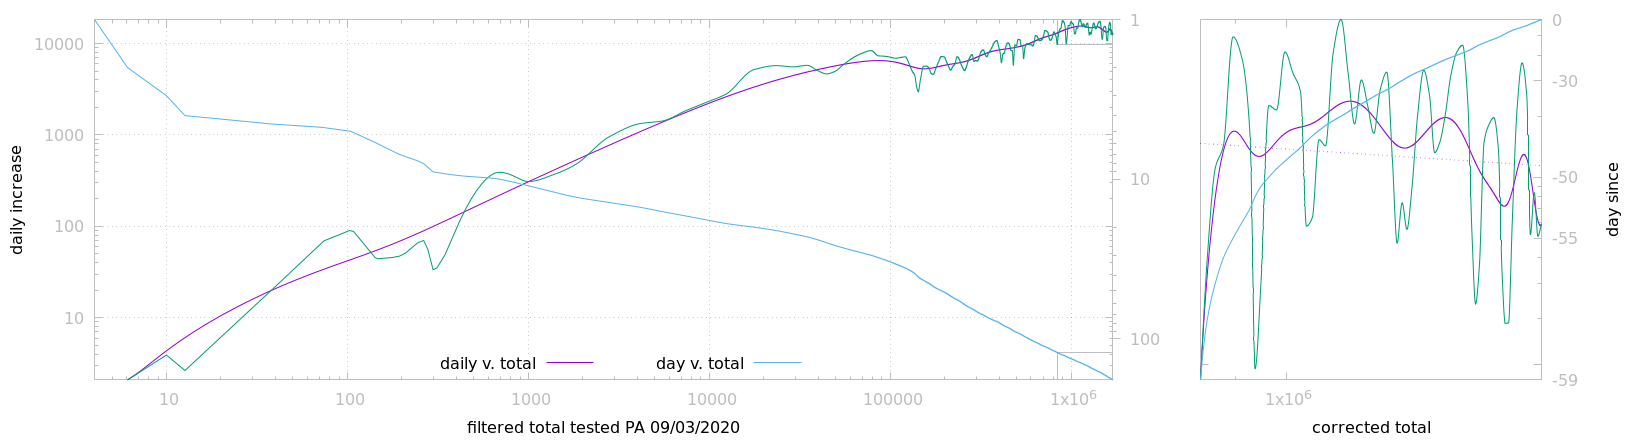 10000
1000
100
10
daily increase
daily v. total
day v. total
10
100
1000
10000
100000
1x10^6
filtered total tested PA 09/03/2020
1
10
100
1x10^6
corrected total
0
-30
-50
-55
-59
day since